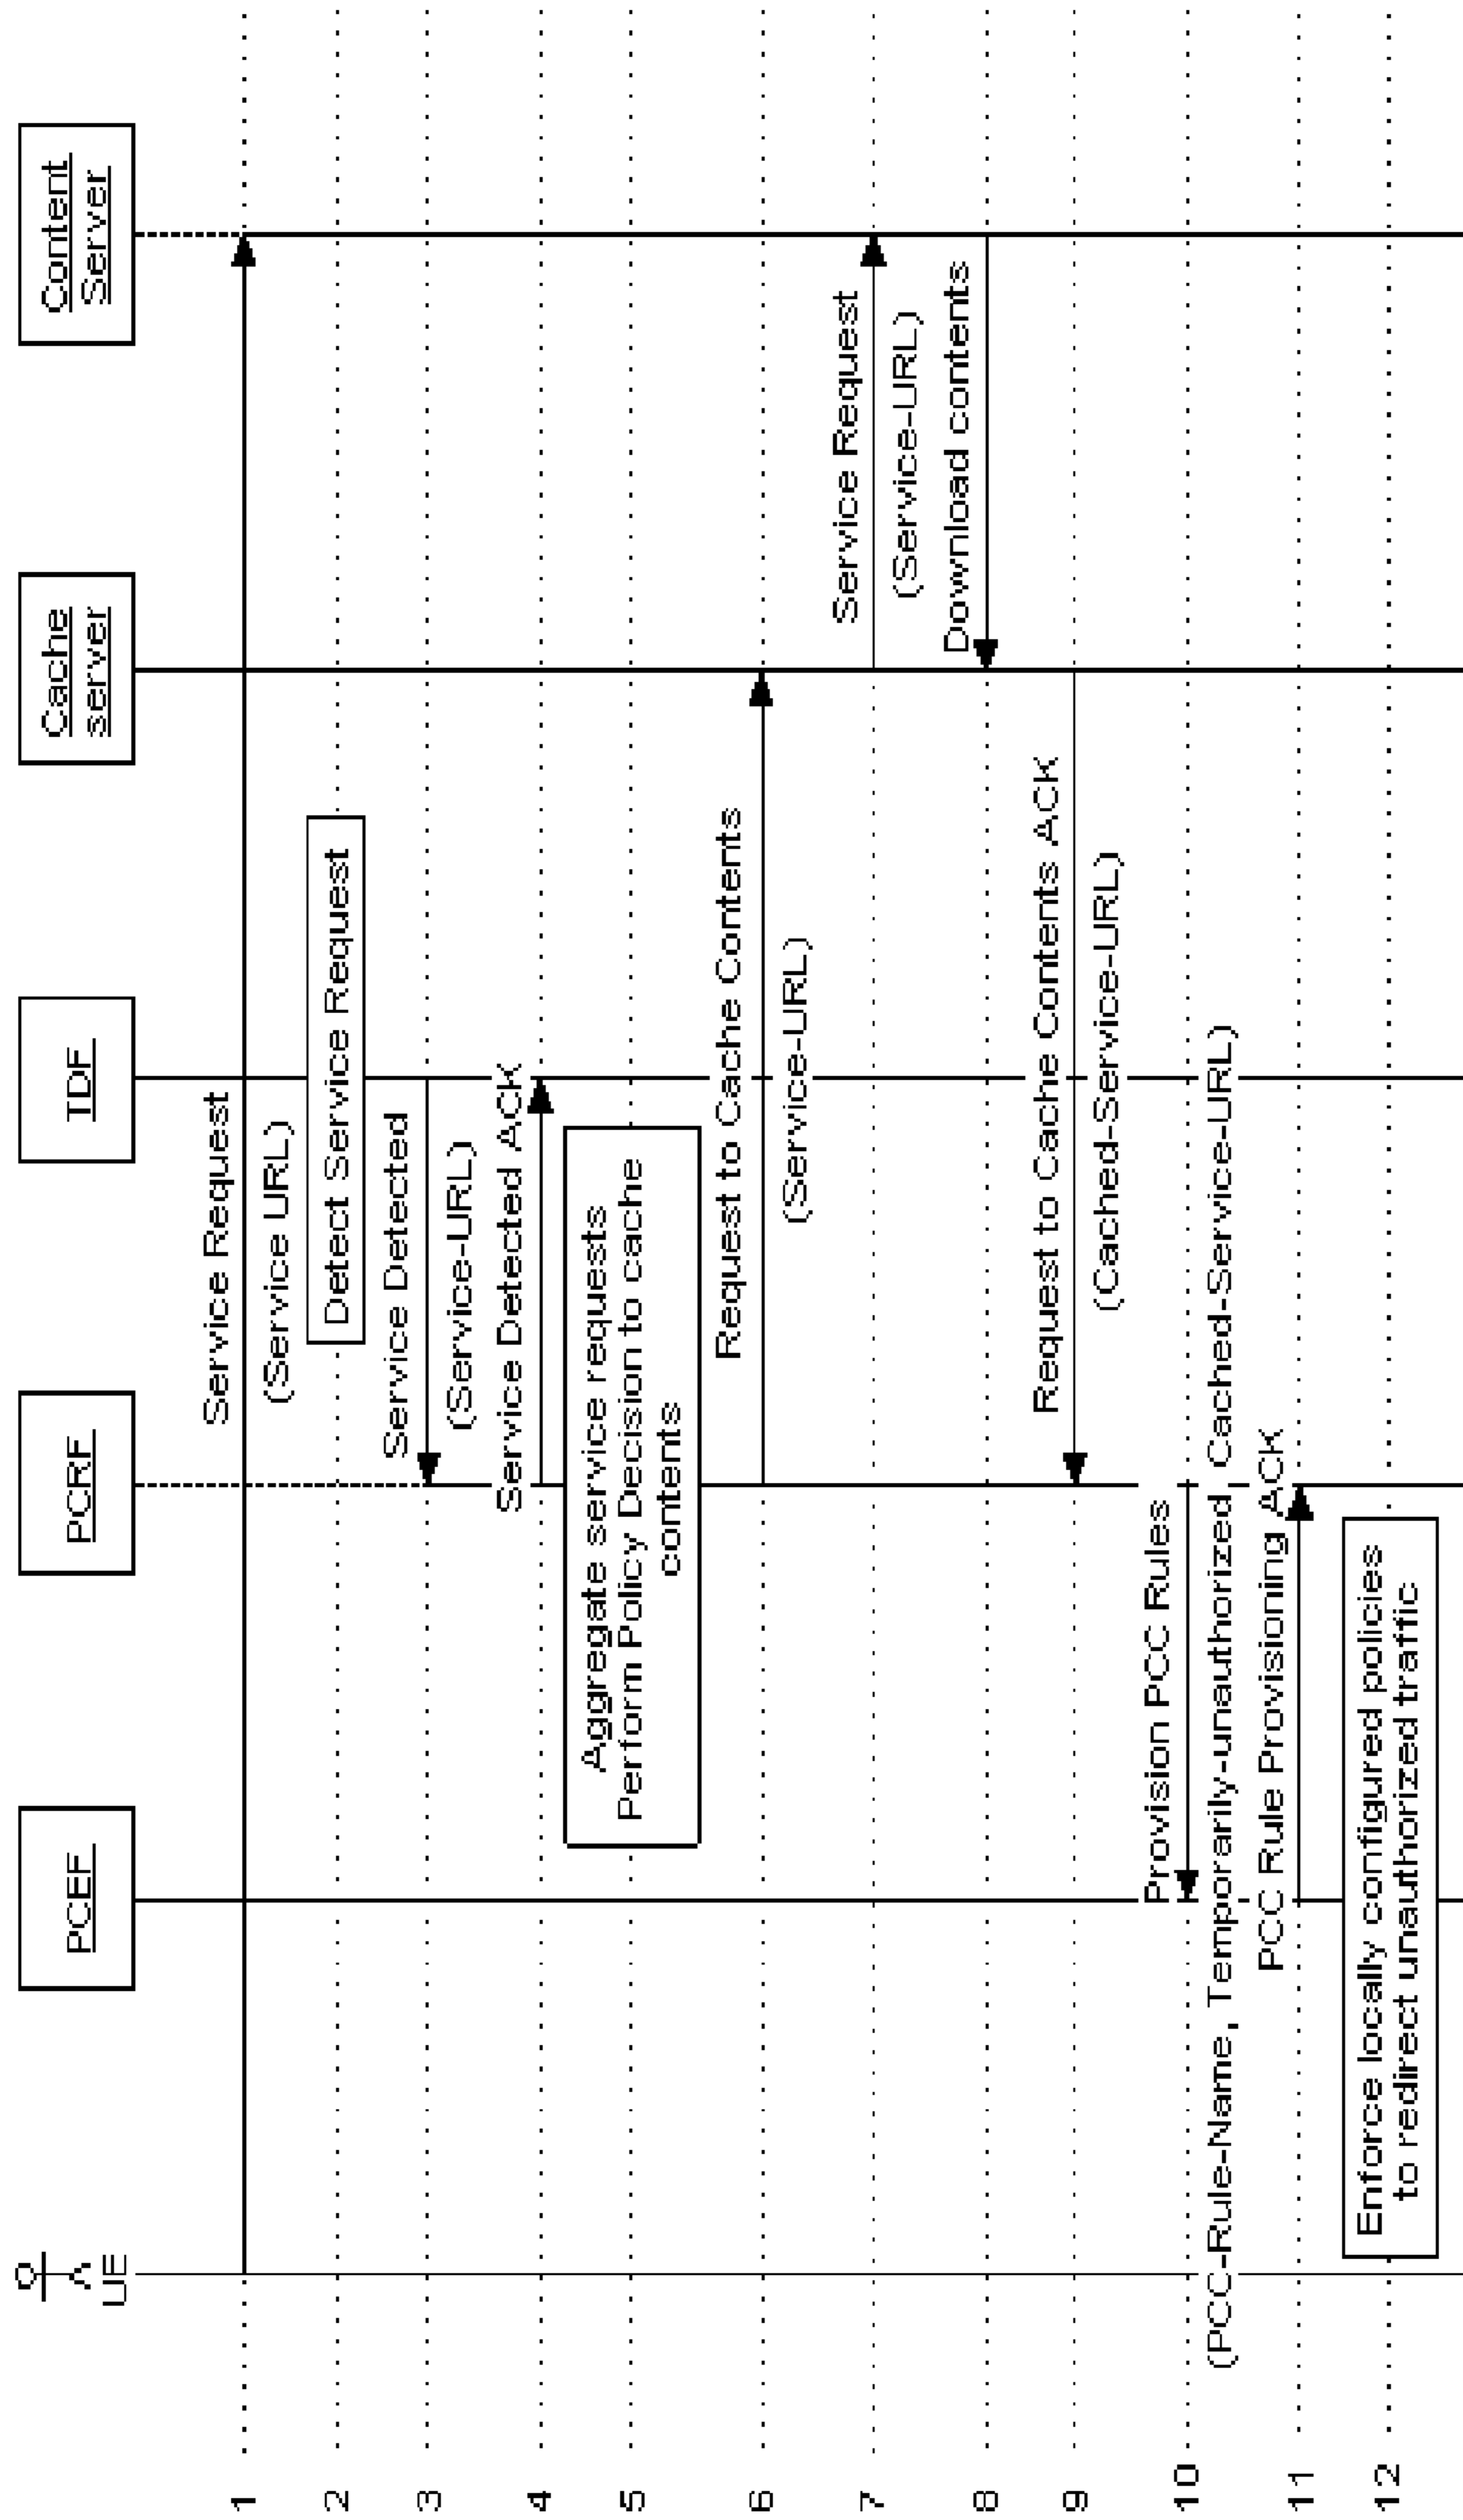 UE
PCEF
PCRF
TDF
Cache
server
Content
Server
1
Service Request
(Service URL)
2
Detect Service Request
3
Service Detected
(Service-URL)
4
Service Detected ACK
5
Aggregate service requests
Perform Policy Decision to cache
contents
6
Request to Cache Contents
(Service-URL)
7
Service Request
(Service-URL)
8
Download contents
9
Request to Cache Contents ACK
(Cached-Service-URL)
10
Provision PCC Rules
(PCC-Rule-Name, Temporarily-unauthorized Cached-Service-URL)
11
PCC Rule Provisioning ACK
12
Enforce locally configured policies
to redirect unauthorized traffic